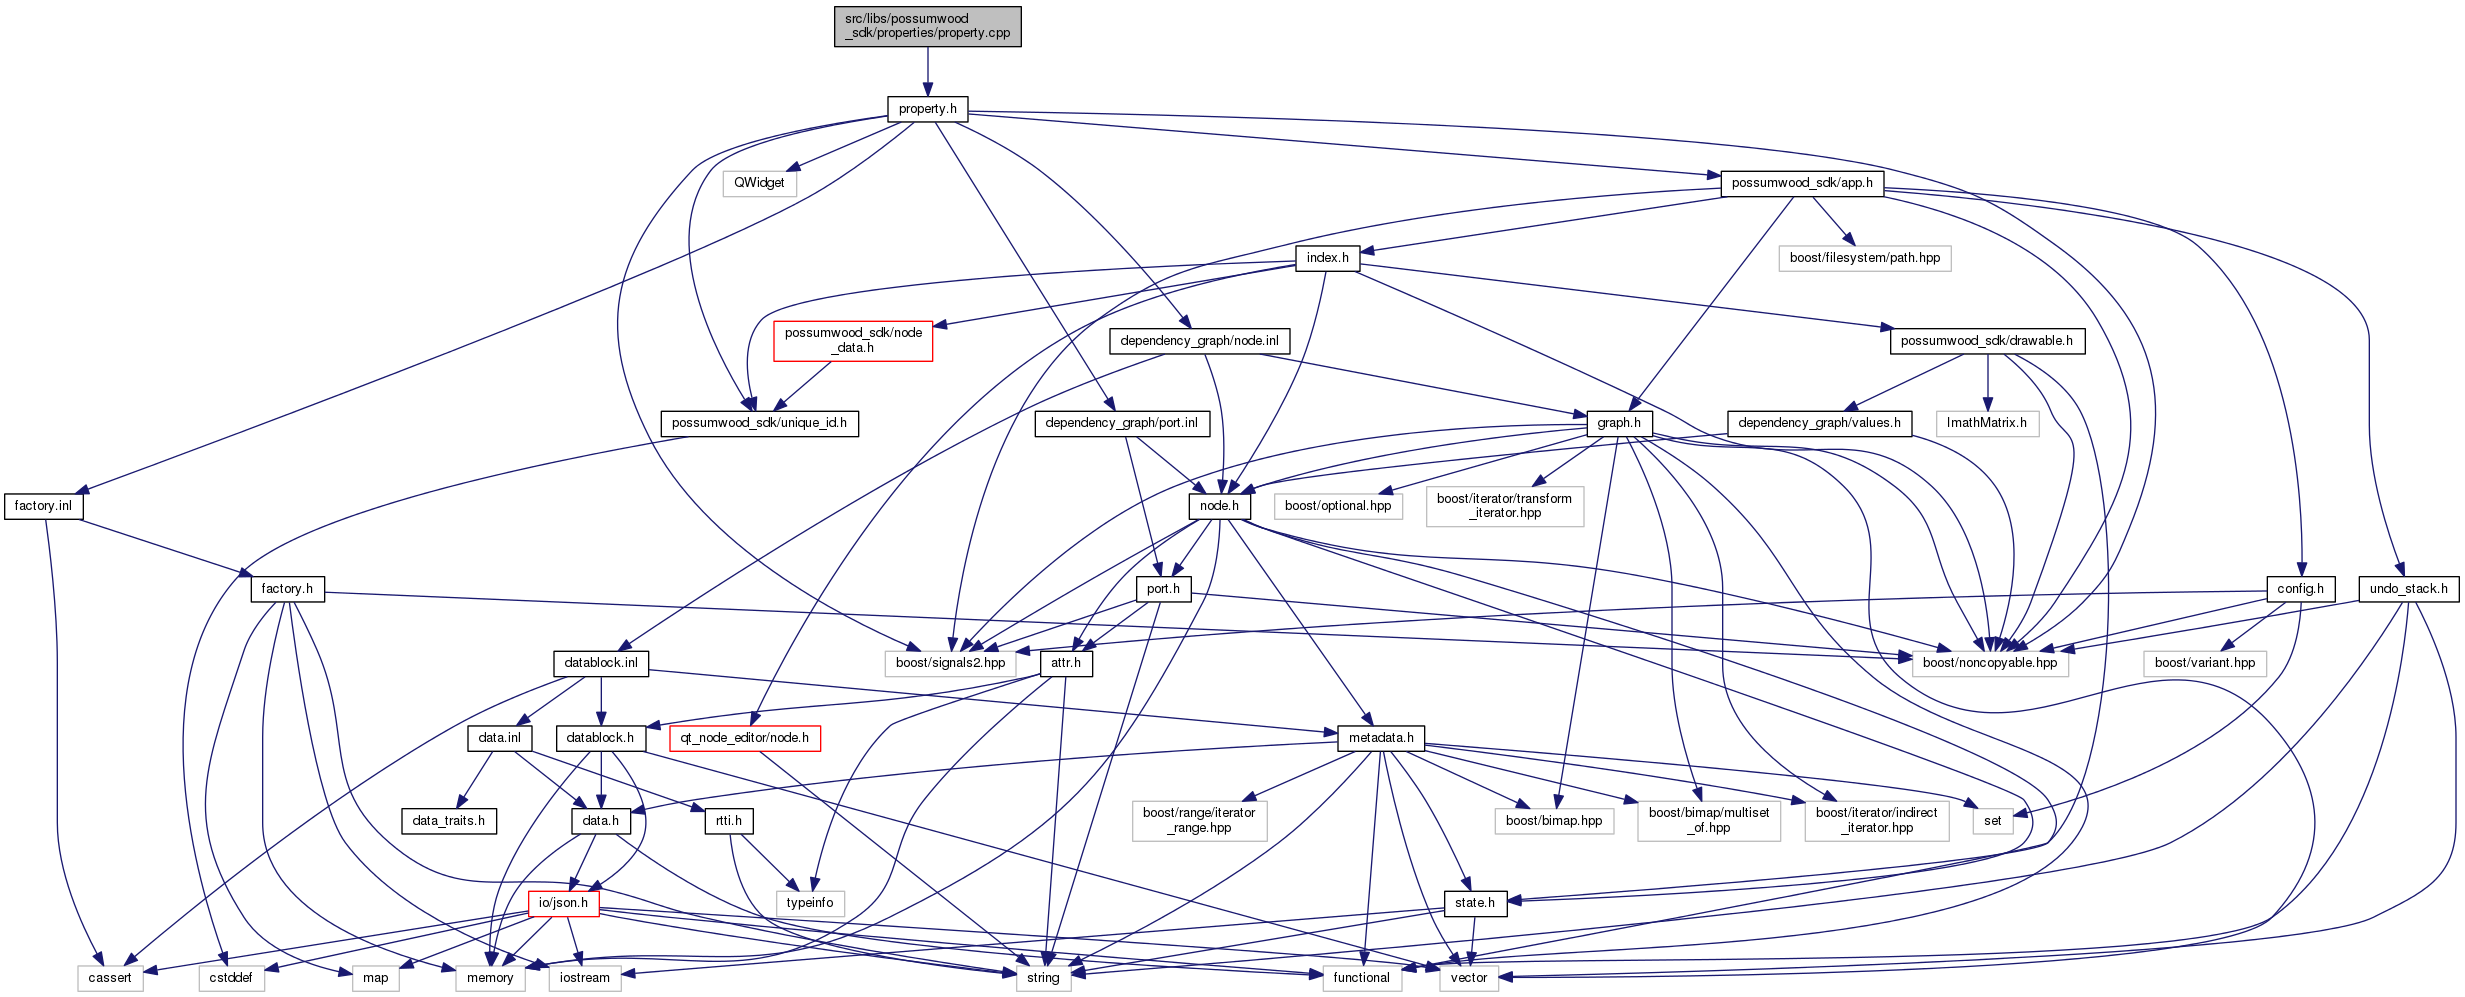 src/libs/possumwood
_sdk/properties/property.cpp
property.h
QWidget
possumwood_sdk/app.h
index.h
boost/filesystem/path.hpp
possumwood_sdk/node
_data.h
dependency_graph/node.inl
possumwood_sdk/drawable.h
possumwood_sdk/unique_id.h
dependency_graph/port.inl
graph.h
dependency_graph/values.h
ImathMatrix.h
factory.inl
node.h
boost/optional.hpp
boost/iterator/transform
_iterator.hpp
factory.h
port.h
config.h
undo_stack.h
datablock.inl
boost/signals2.hpp
attr.h
boost/noncopyable.hpp
boost/variant.hpp
data.inl
datablock.h
qt_node_editor/node.h
metadata.h
data_traits.h
data.h
rtti.h
boost/range/iterator
_range.hpp
boost/bimap.hpp
boost/bimap/multiset
_of.hpp
boost/iterator/indirect
_iterator.hpp
set
io/json.h
typeinfo
state.h
cassert
cstddef
map
memory
iostream
string
functional
vector